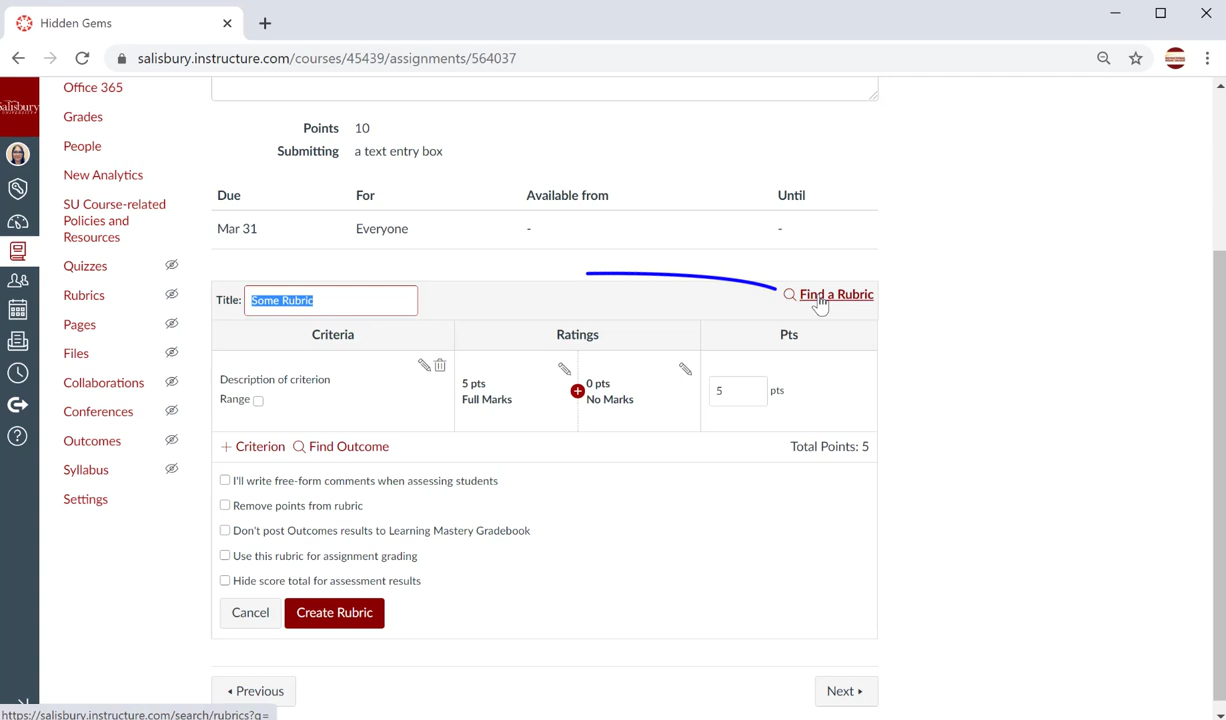 Hidden Gems
salisbury.instructure.com/courses/45439/assignments/564037
Salisbury
Office 365
Grades
People
New Analytics
SU Course-related
Policies and
Resources
Quizzes
Rubrics
Pages
Files
Collaborations
Conferences
Outcomes
Syllabus
Settings
Points 10
Submitting a text entry box
Due For Available from Until
Mar 31 Everyone - -
Title: Some Rubric Find a Rubric
Criteria Ratings Pts
Description of criterion
Range
5 pts
Full Marks
0 pts
No Marks
5 pts
+ Criterion Find Outcome Total Points: 5
I'll write free-form comments when assessing students
Remove points from rubric
Don't post Outcomes results to Learning Mastery Gradebook
Use this rubric for assignment grading
Hide score total for assessment results
Cancel Create Rubric
Previous Next
https://salisbury.instructure.com/search/rubrics?q=